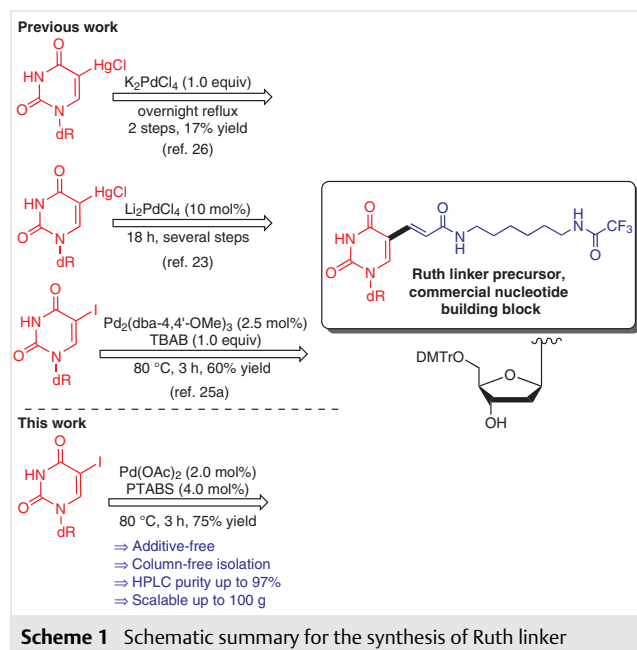 Previous work
O
HgCl
HN
O
N
dR
K2PdCl4 (1.0 equiv)
overnight reflux
2 steps, 17% yield
(ref. 26)
O
HgCl
HN
O
N
dR
Li2PdCl4 (10 mol%)
18 h, several steps
(ref. 23)
O
I
HN
O
N
dR
Pd2(dba-4,4'-OMe)3 (2.5 mol%)
TBAB (1.0 equiv)
80 °C, 3 h, 60% yield
(ref. 25a)
O
HN
O
N
dR
O
N
H
H
N
CF3
O
Ruth linker precursor,
commercial nucleotide
building block
DMTrO
O
OH
This work
O
I
HN
O
N
dR
Pd(OAc)2 (2.0 mol%)
PTABS (4.0 mol%)
80 °C, 3 h, 75% yield
⇒ Additive-free
⇒ Column-free isolation
⇒ HPLC purity up to 97%
⇒ Scalable up to 100 g
Scheme 1 Schematic summary for the synthesis of Ruth linker